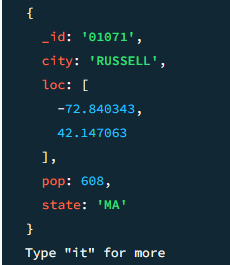 {
_id: '01071',
city: 'RUSSELL',
loc: [
-72.840343,
42.147063
],
pop: 608,
state: 'MA'
}
Type "it" for more